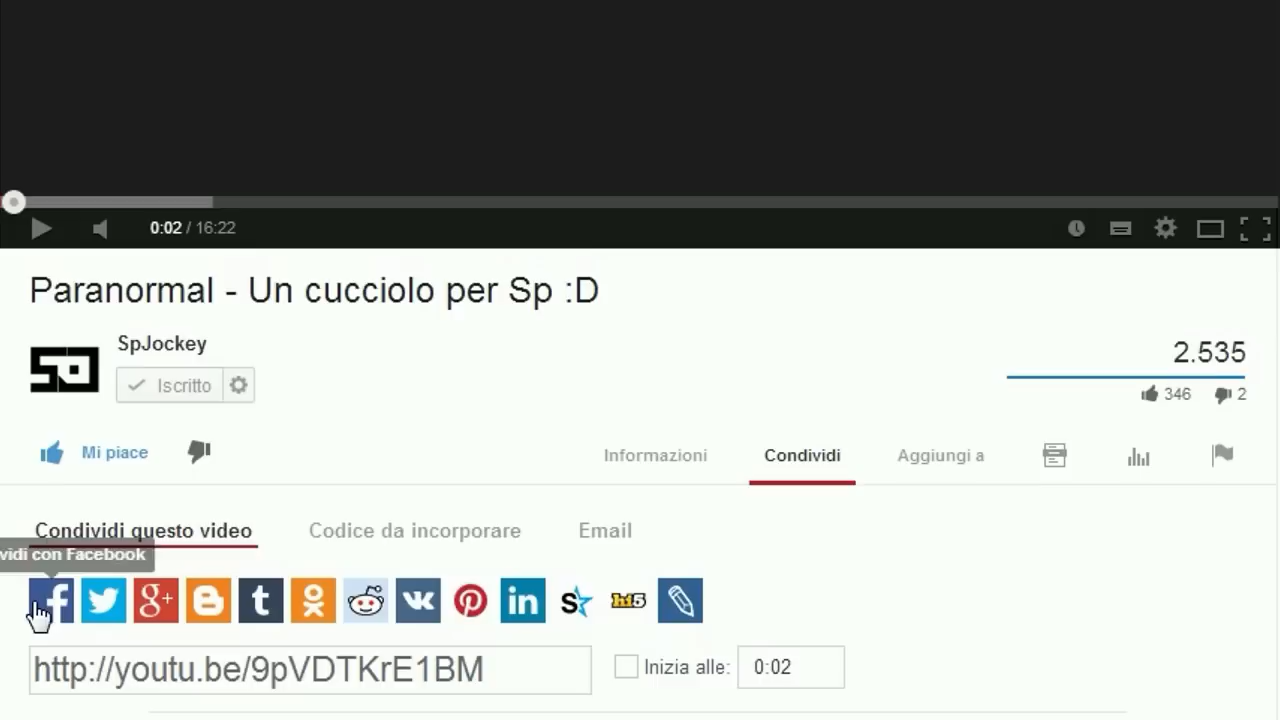 0:02 / 16:22
Paranormal - Un cucciolo per Sp :D
SpJockey
Iscritto
2.535
346 2
Mi piace
Informazioni Condividi Aggiungi a
Condividi questo video Codice da incorporare Email
vidi con Facebook
http://youtu.be/9pVDTKrE1BM
Inizia alle: 0:02